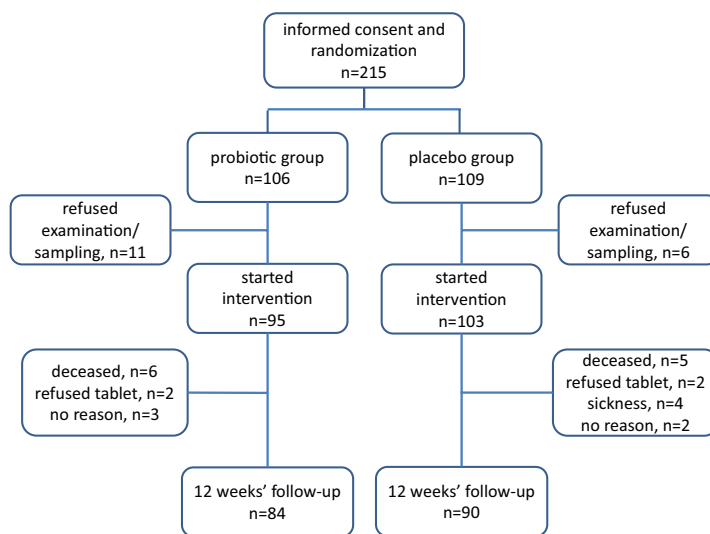 informed consent and
randomization
n=215
probiotic group
n=106
placebo group
n=109
refused
examination/
sampling, n=11
refused
examination/
sampling, n=6
started
intervention
n=95
started
intervention
n=103
deceased, n=6
refused tablet, n=2
no reason, n=3
deceased, n=5
refused tablet, n=2
sickness, n=4
no reason, n=2
12 weeks’ follow-up
n=84
12 weeks’ follow-up
n=90